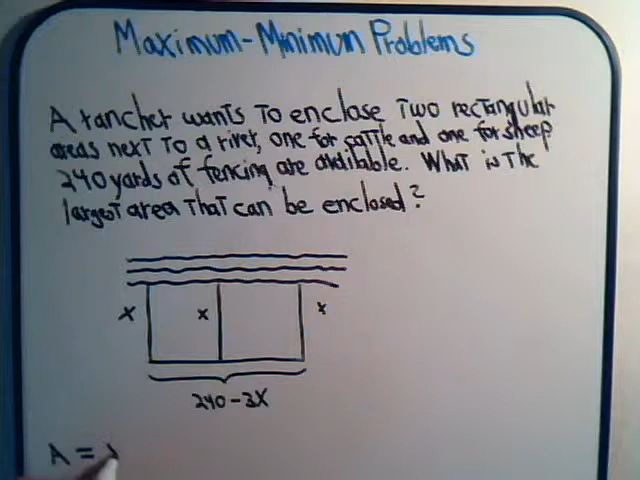 Maximum-Minimum Problems
A rancher wants to enclose two rectangular
areas next to a river, one for cattle and one for sheep
240 yards of fencing are available. What is the
largest area that can be enclosed?
x x x
240-3x
A =